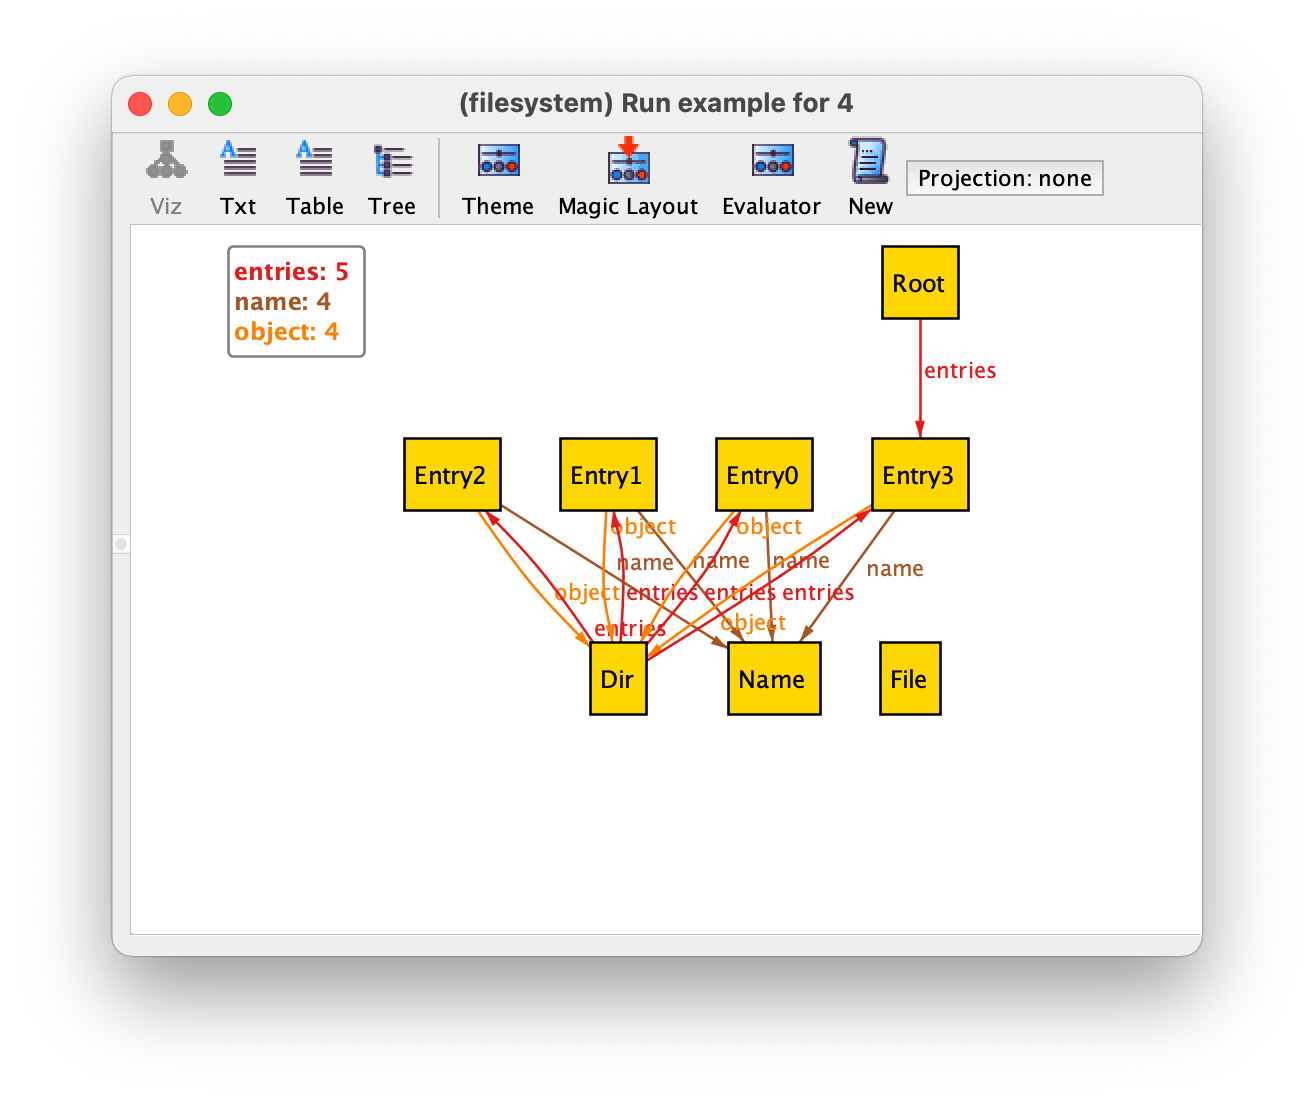 (filesystem) Run example for 4
Viz
Txt
Table
Tree
Theme
Magic Layout
Evaluator
New
Projection: none
entries: 5
name: 4
object: 4
Root
entries
Entry2
Entry1
Entry0
Entry3
object
object
name
name
name
name
object
entries
entries
entries
entries
object
Dir
Name
File